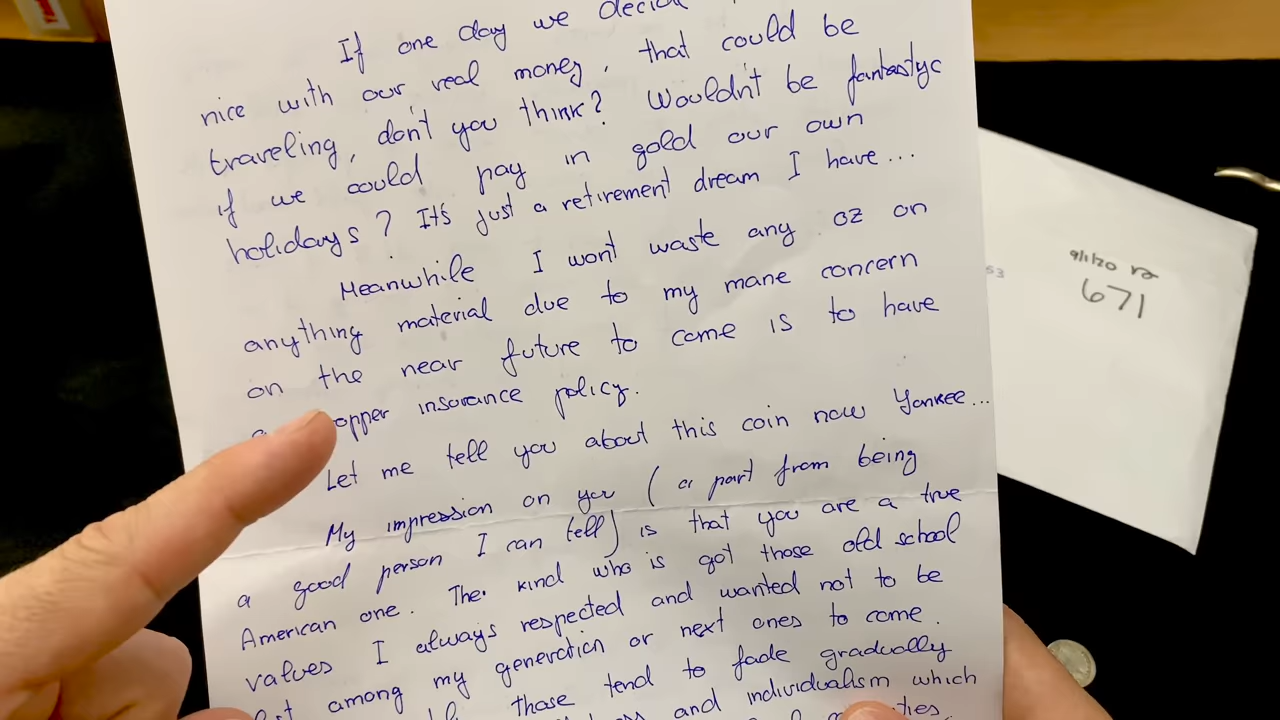 If one day we decid
nice with our real money, that could be
traveling, don't you think? Wouldn't be fantastyc
if we could pay in gold our own
holidays? It's just a retirement dream I have...
Meanwhile I won't waste any oz on
anything material due to my mane concern
on the near future to come is to have
opper insurance policy.
Let me tell you about this coin now Yankee...
My impression on you (a part from being
a good person I can tell) is that you are a true
American one. The kind who is got those old school
values I always respected and wanted not to be
among my generation or next ones to come.
those tend to fade gradually
and individualism which
53
9/1/20
671